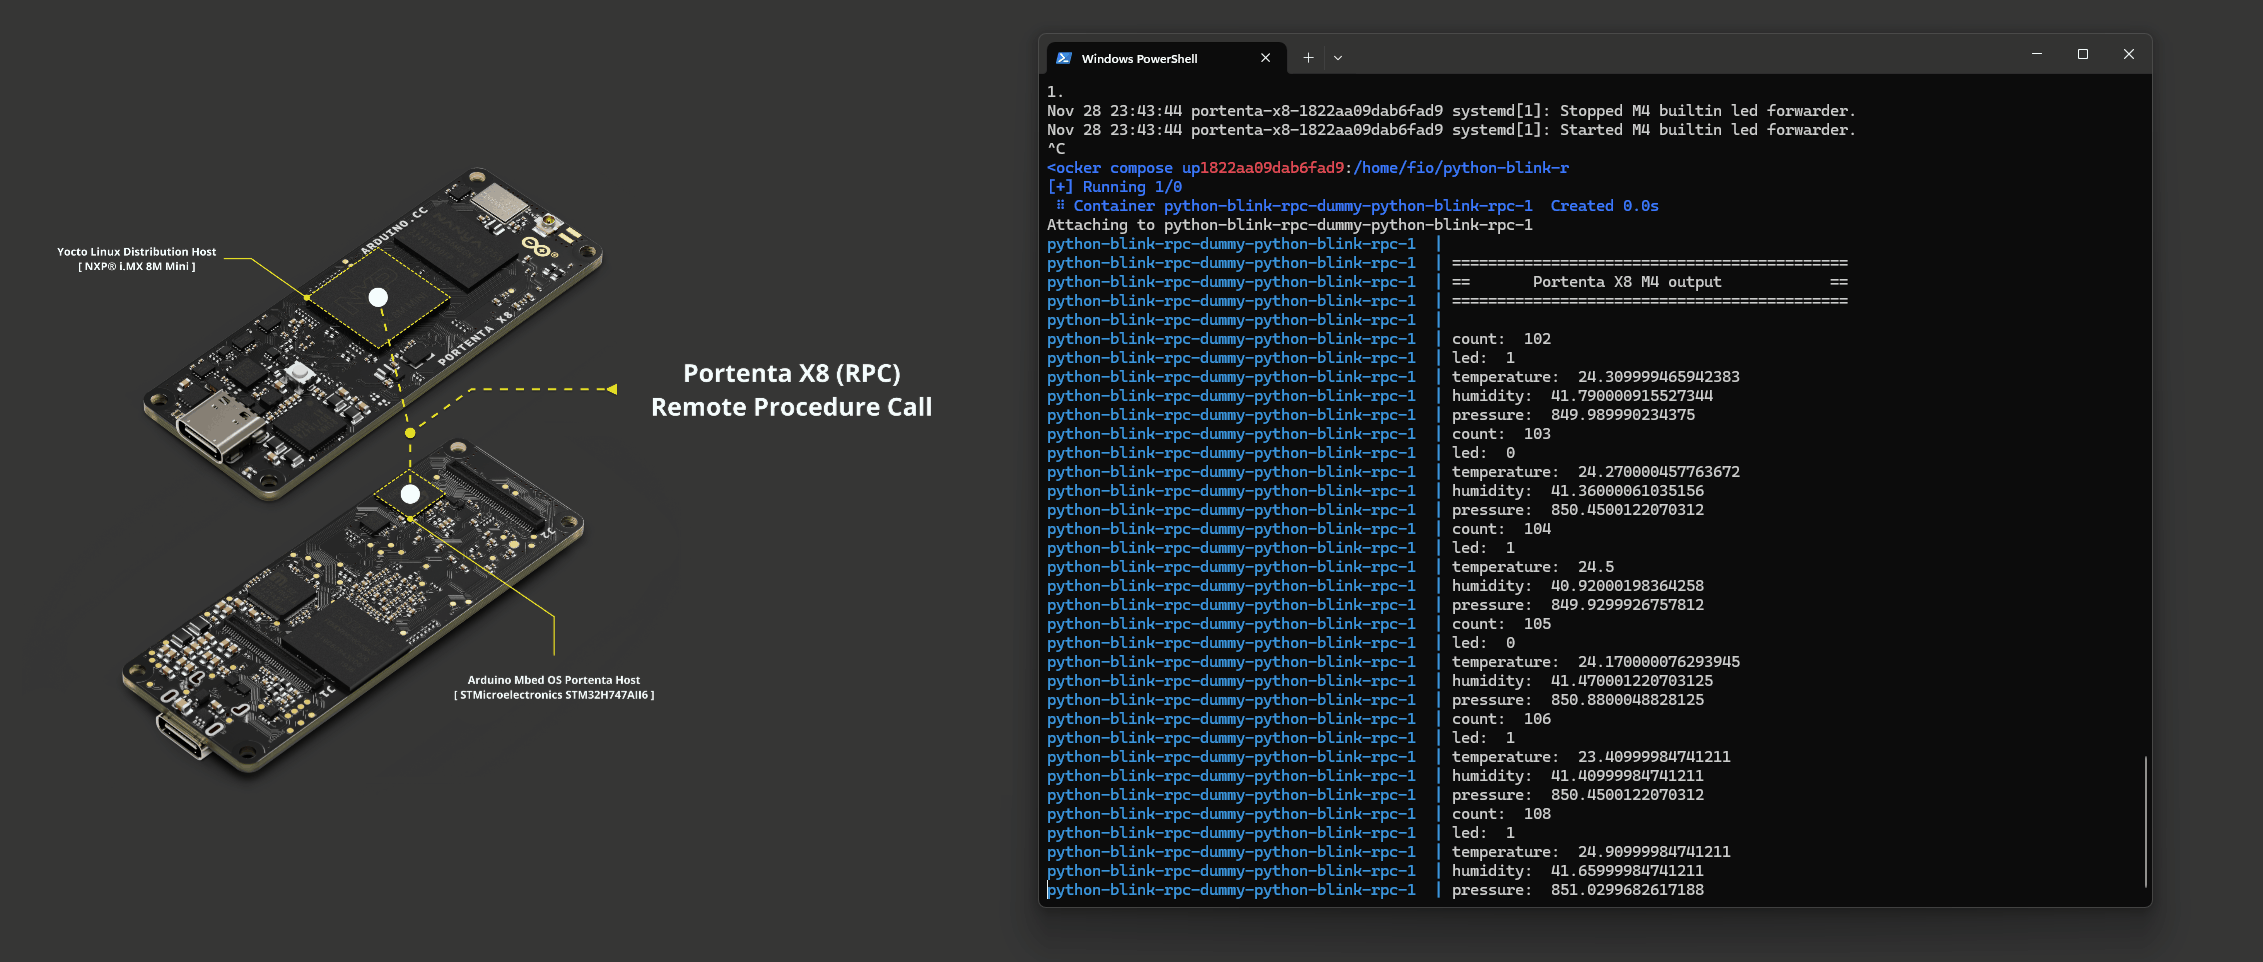 Yocto Linux Distribution Host
[ NXP® i.MX 8M Mini ]
ARDUINO.CC
PORTENTA X8
Portenta X8 (RPC)
Remote Procedure Call
Arduino Mbed OS Portenta Host
[ STMicroelectronics STM32H747AII6 ]
Windows PowerShell
1.
Nov 28 23:43:44 portenta-x8-1822aa09dab6fad9 systemd[1]: Stopped M4 builtin led forwarder.
Nov 28 23:43:44 portenta-x8-1822aa09dab6fad9 systemd[1]: Started M4 builtin led forwarder.
^C
<ocker compose up1822aa09dab6fad9:/home/fio/python-blink-r
[+] Running 1/0
⠿ Container python-blink-rpc-dummy-python-blink-rpc-1  Created 0.0s
Attaching to python-blink-rpc-dummy-python-blink-rpc-1
python-blink-rpc-dummy-python-blink-rpc-1  |
python-blink-rpc-dummy-python-blink-rpc-1  | ============================================
python-blink-rpc-dummy-python-blink-rpc-1  | ==       Portenta X8 M4 output            ==
python-blink-rpc-dummy-python-blink-rpc-1  | ============================================
python-blink-rpc-dummy-python-blink-rpc-1  |
python-blink-rpc-dummy-python-blink-rpc-1  | count:  102
python-blink-rpc-dummy-python-blink-rpc-1  | led:  1
python-blink-rpc-dummy-python-blink-rpc-1  | temperature:  24.309999465942383
python-blink-rpc-dummy-python-blink-rpc-1  | humidity:  41.790000915527344
python-blink-rpc-dummy-python-blink-rpc-1  | pressure:  849.989990234375
python-blink-rpc-dummy-python-blink-rpc-1  | count:  103
python-blink-rpc-dummy-python-blink-rpc-1  | led:  0
python-blink-rpc-dummy-python-blink-rpc-1  | temperature:  24.270000457763672
python-blink-rpc-dummy-python-blink-rpc-1  | humidity:  41.36000061035156
python-blink-rpc-dummy-python-blink-rpc-1  | pressure:  850.4500122070312
python-blink-rpc-dummy-python-blink-rpc-1  | count:  104
python-blink-rpc-dummy-python-blink-rpc-1  | led:  1
python-blink-rpc-dummy-python-blink-rpc-1  | temperature:  24.5
python-blink-rpc-dummy-python-blink-rpc-1  | humidity:  40.92000198364258
python-blink-rpc-dummy-python-blink-rpc-1  | pressure:  849.9299926757812
python-blink-rpc-dummy-python-blink-rpc-1  | count:  105
python-blink-rpc-dummy-python-blink-rpc-1  | led:  0
python-blink-rpc-dummy-python-blink-rpc-1  | temperature:  24.170000076293945
python-blink-rpc-dummy-python-blink-rpc-1  | humidity:  41.470001220703125
python-blink-rpc-dummy-python-blink-rpc-1  | pressure:  850.8800048828125
python-blink-rpc-dummy-python-blink-rpc-1  | count:  106
python-blink-rpc-dummy-python-blink-rpc-1  | led:  1
python-blink-rpc-dummy-python-blink-rpc-1  | temperature:  23.40999984741211
python-blink-rpc-dummy-python-blink-rpc-1  | humidity:  41.40999984741211
python-blink-rpc-dummy-python-blink-rpc-1  | pressure:  850.4500122070312
python-blink-rpc-dummy-python-blink-rpc-1  | count:  108
python-blink-rpc-dummy-python-blink-rpc-1  | led:  1
python-blink-rpc-dummy-python-blink-rpc-1  | temperature:  24.90999984741211
python-blink-rpc-dummy-python-blink-rpc-1  | humidity:  41.65999984741211
python-blink-rpc-dummy-python-blink-rpc-1  | pressure:  851.0299682617188